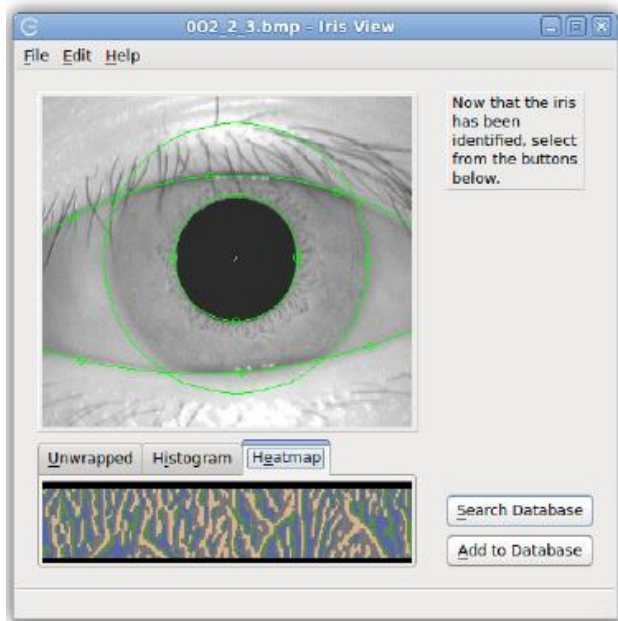 002_2_3.bmp - Iris View
File Edit Help
Now that the iris
has been
identified, select
from the buttons
below.
Unwrapped Histogram Heatmap
Search Database
Add to Database